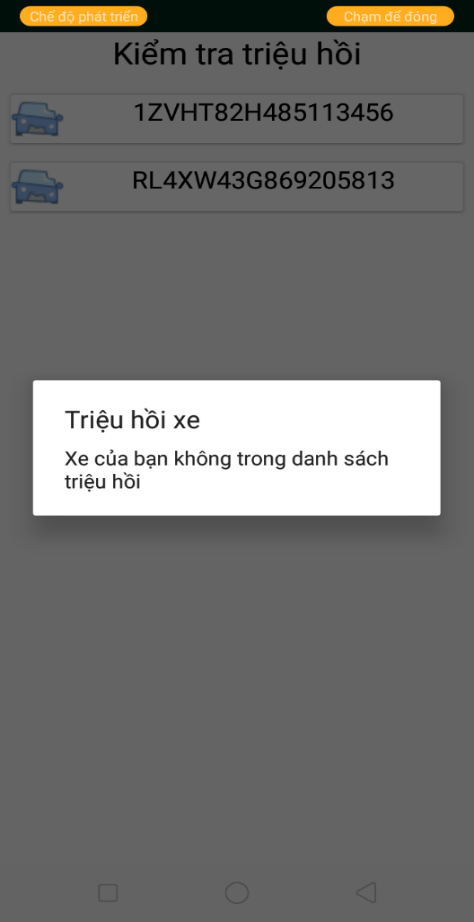 Chế độ phát triển
Chạm để đóng
Kiểm tra triệu hồi
1ZVHT82H485113456
RL4XW43G869205813
Triệu hồi xe
Xe của bạn không trong danh sách
triệu hồi